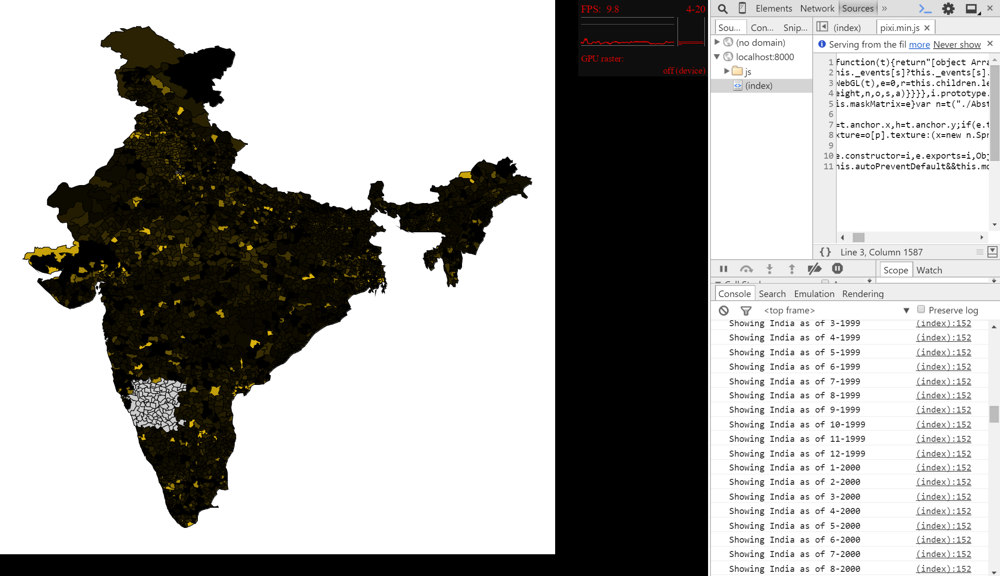 FPS: 9.8 4-20
GPU raster:
off (device)
Elements Network Sources »
Sou... Con... Snip...
(no domain)
localhost:8000
js
(index)
(index) pixi.min.js ×
Serving from the fil more Never show ×
1 function(t){return"[object Arra
2 his._events[s]?this._events[s].
3 WebGL(t),e=0,r=this.children.le
4 eight,n,o,s,a)}}}},i.prototype.
5 is.maskMatrix=e}var n=t("./Abst
6
7 =t.anchor.x,h=t.anchor.y;if(e.t
8 xture=o[p].texture:(x=new n.Spr
9
10 e.constructor=i,e.exports=i,Obj
11 his.autoPreventDefault&&this.mo
{} Line 3, Column 1587
Scope Watch
Console Search Emulation Rendering
<top frame> Preserve log
Showing India as of 3-1999 (index):152
Showing India as of 4-1999 (index):152
Showing India as of 5-1999 (index):152
Showing India as of 6-1999 (index):152
Showing India as of 7-1999 (index):152
Showing India as of 8-1999 (index):152
Showing India as of 9-1999 (index):152
Showing India as of 10-1999 (index):152
Showing India as of 11-1999 (index):152
Showing India as of 12-1999 (index):152
Showing India as of 1-2000 (index):152
Showing India as of 2-2000 (index):152
Showing India as of 3-2000 (index):152
Showing India as of 4-2000 (index):152
Showing India as of 5-2000 (index):152
Showing India as of 6-2000 (index):152
Showing India as of 7-2000 (index):152
Showing India as of 8-2000 (index):152